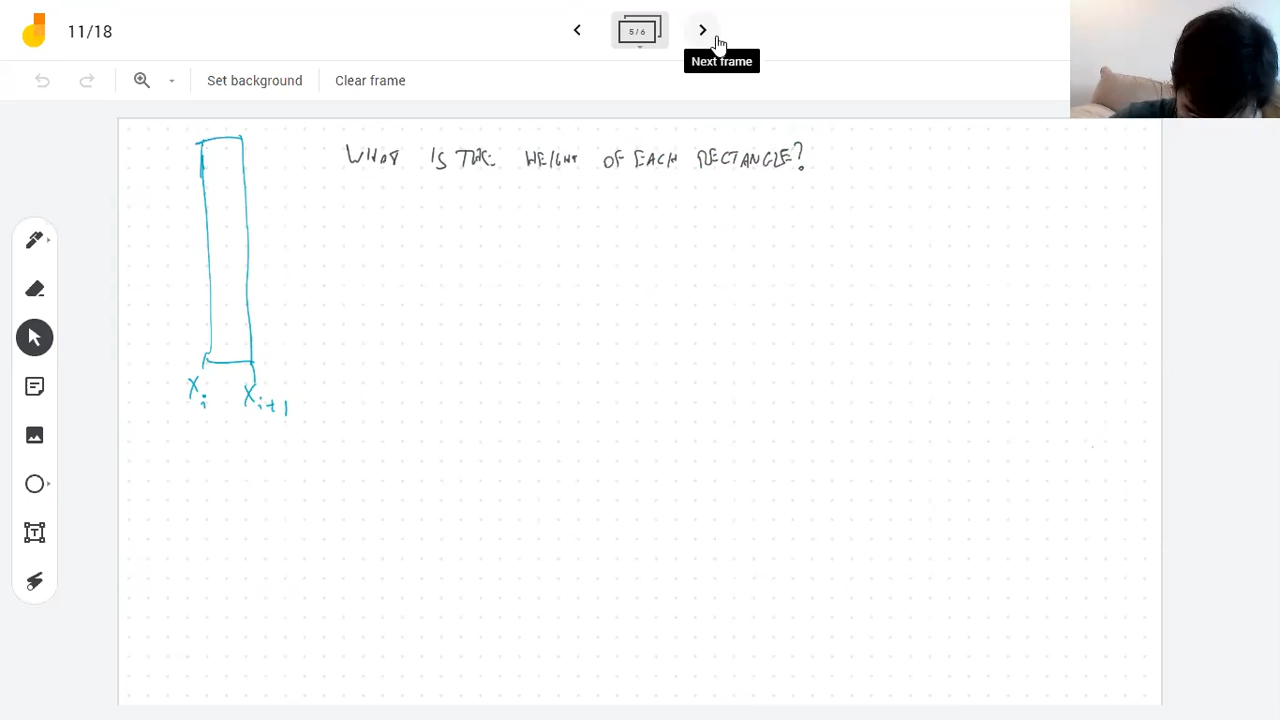 11/18
5 / 6
Next frame
Set background
Clear frame
WHAT IS THE HEIGHT OF EACH RECTANGLE?
Xi
Xi+1